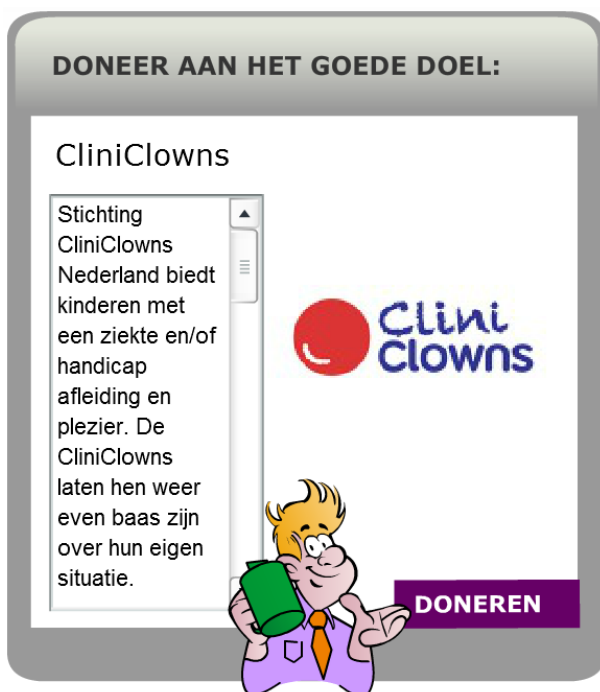 DONEER AAN HET GOEDE DOEL:
CliniClowns
Stichting
CliniClowns
Nederland biedt
kinderen met
een ziekte en/of
handicap
afleiding en
plezier. De
CliniClowns
laten hen weer
even baas zijn
over hun eigen
situatie.
Clini
Clowns
DONEREN